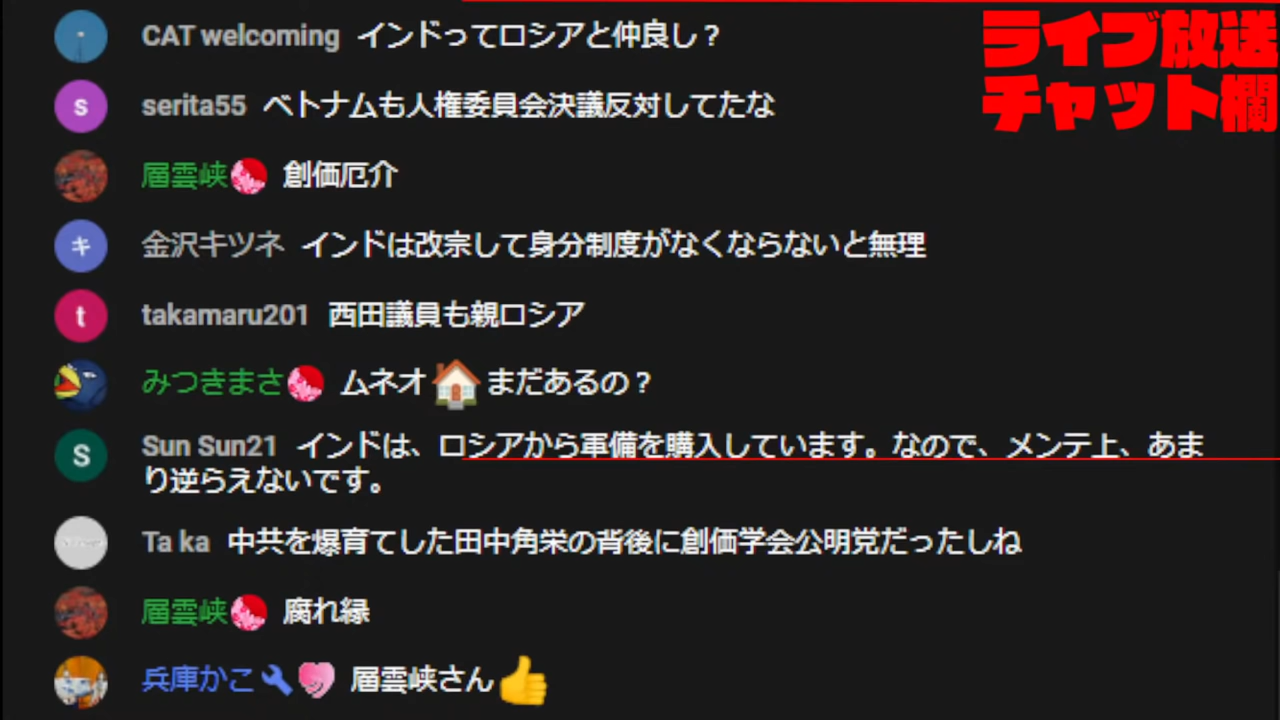 ライブ放送
チャット欄
CAT welcoming インドってロシアと仲良し？
s serita55 ベトナムも人権委員会決議反対してたな
層雲峡 創価厄介
キ 金沢キツネ インドは改宗して身分制度がなくならないと無理
t takamaru201 西田議員も親ロシア
みつきまさ ムネオ🏠まだあるの？
S Sun Sun21 インドは、ロシアから軍備を購入しています。なので、メンテ上、あま
り逆らえないです。
Ta ka 中共を爆育てした田中角栄の背後に創価学会公明党だったしね
層雲峡 腐れ縁
兵庫かこ 層雲峡さん👍